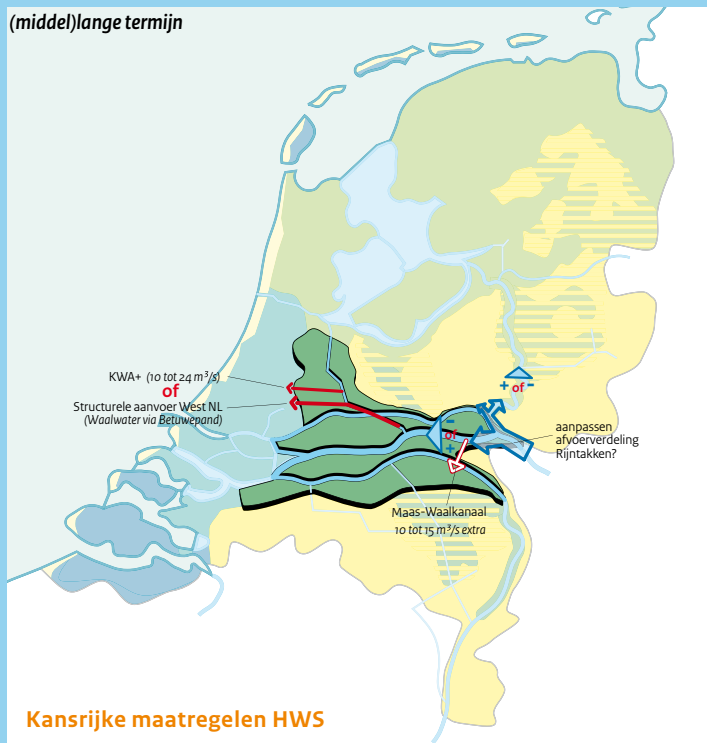 (middel)lange termijn
KWA+ (10 tot 24 m³/s)
of
Structurele aanvoer West NL
(Waalwater via Betuwepand)
+ of -
-
of
+
aanpassen
afvoerverdeling
Rijntakken?
Maas-Waalkanaal
10 tot 15 m³/s extra
Kansrijke maatregelen HWS